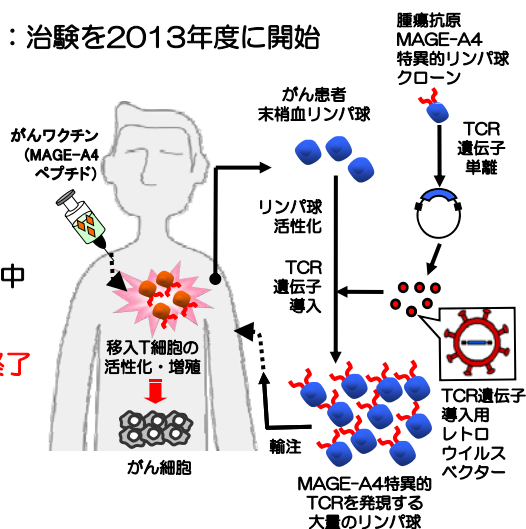 ：治験を2013年度に開始
腫瘍抗原
MAGE-A4
特異的リンパ球
クローン
がん患者
末梢血リンパ球
がんワクチン
(MAGE-A4
ペプチド)
TCR
遺伝子
単離
リンパ球
活性化
中
TCR
遺伝子
導入
移入T細胞の
活性化・増殖
終了
がん細胞
輸注
TCR遺伝子
導入用
レトロ
ウイルス
ベクター
MAGE-A4特異的
TCRを発現する
大量のリンパ球